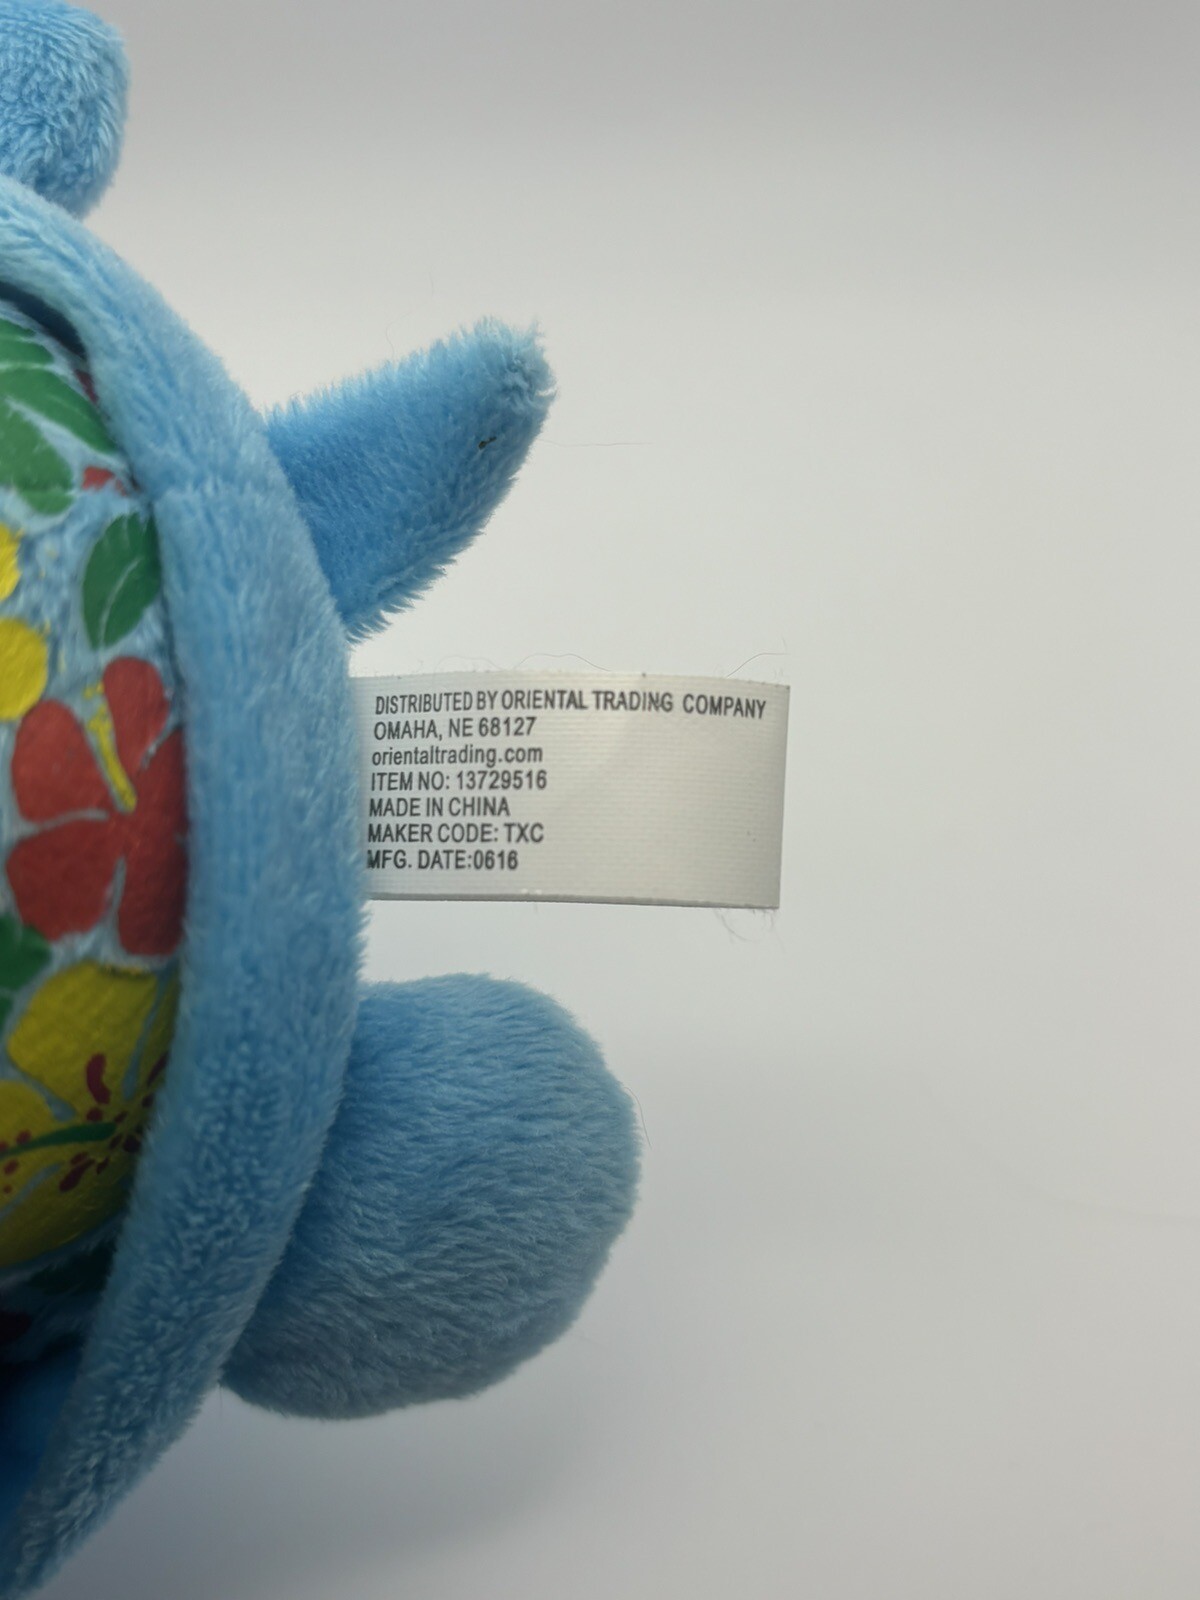 DISTRIBUTED BY ORIENTAL TRADING COMPANY
OMAHA, NE 68127
orientaltrading.com
ITEM NO: 13729516
MADE IN CHINA
MAKER CODE: TXC
MFG. DATE:0616